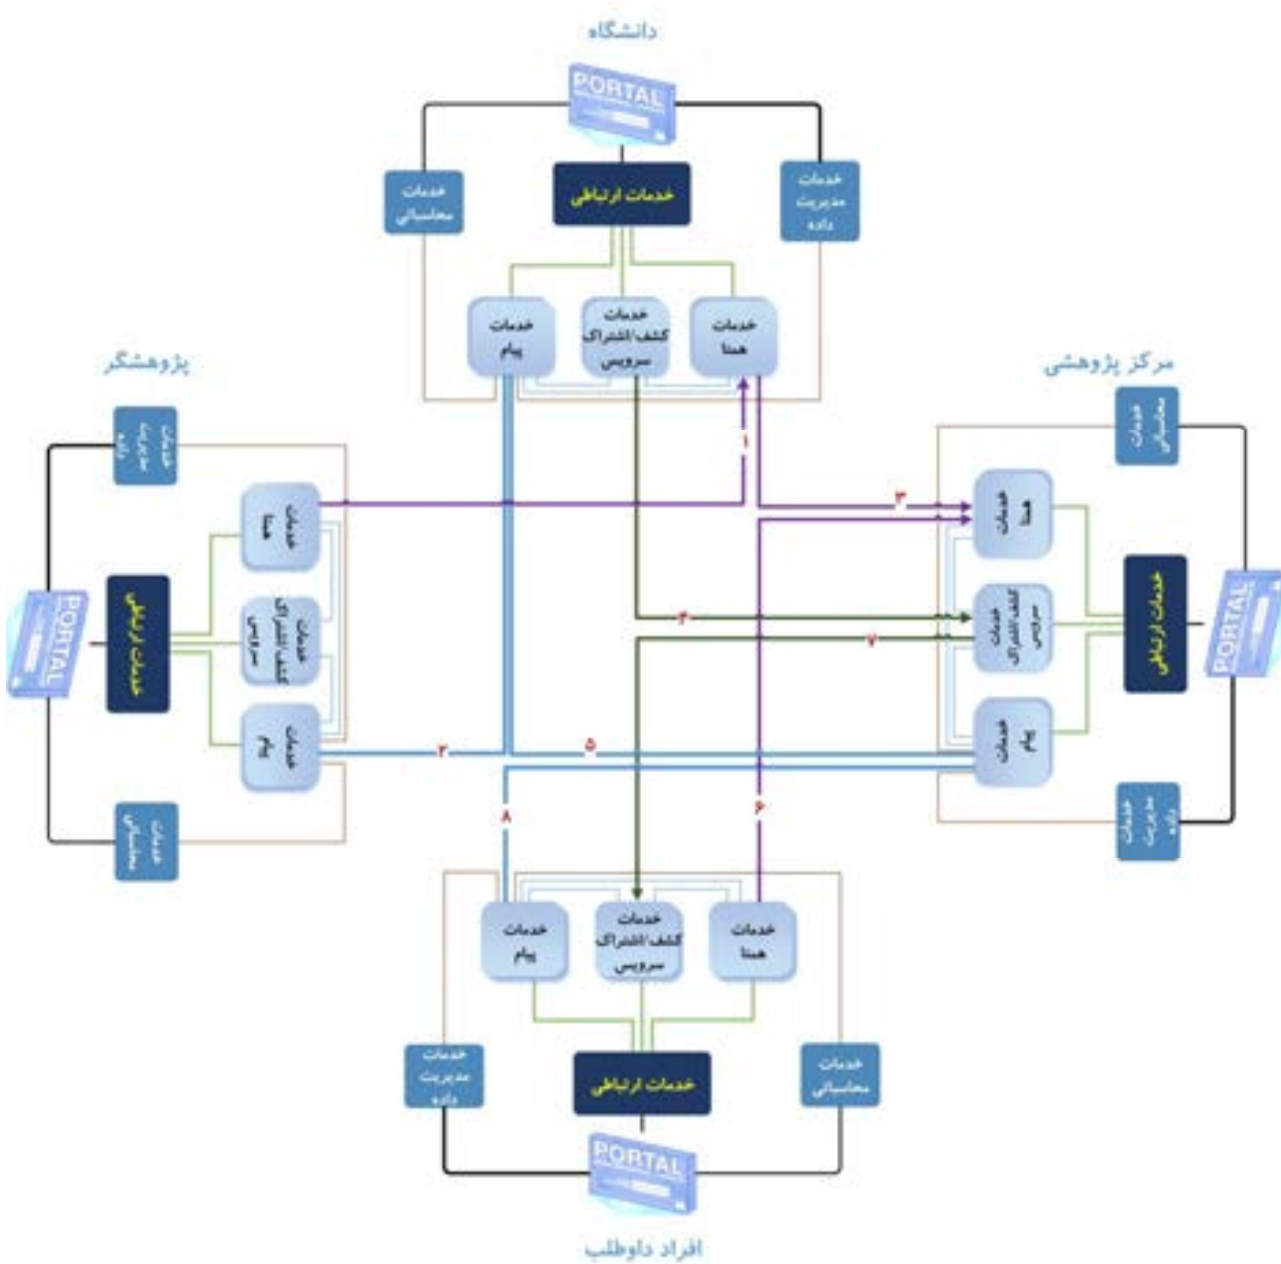 دانشگاه
PORTAL
خدمات
محاسباتی
خدمات ارتباطی
خدمات
مدیریت
داده
خدمات
پیام
خدمات
کشف/اشتراک
سرویس
خدمات
همتا
پژوهشگر
خدمات
مدیریت
داده
خدمات
همتا
خدمات
کشف/اشتراک
سرویس
خدمات
پیام
خدمات ارتباطی
PORTAL
خدمات
محاسباتی
مرکز پژوهشی
خدمات
محاسباتی
خدمات
همتا
خدمات
کشف/اشتراک
سرویس
خدمات
پیام
خدمات ارتباطی
PORTAL
خدمات
مدیریت
داده
۱
۳
۴
۷
۲
۵
۸
۶
خدمات
پیام
خدمات
کشف/اشتراک
سرویس
خدمات
همتا
خدمات
مدیریت
داده
خدمات ارتباطی
خدمات
محاسباتی
PORTAL
افراد داوطلب